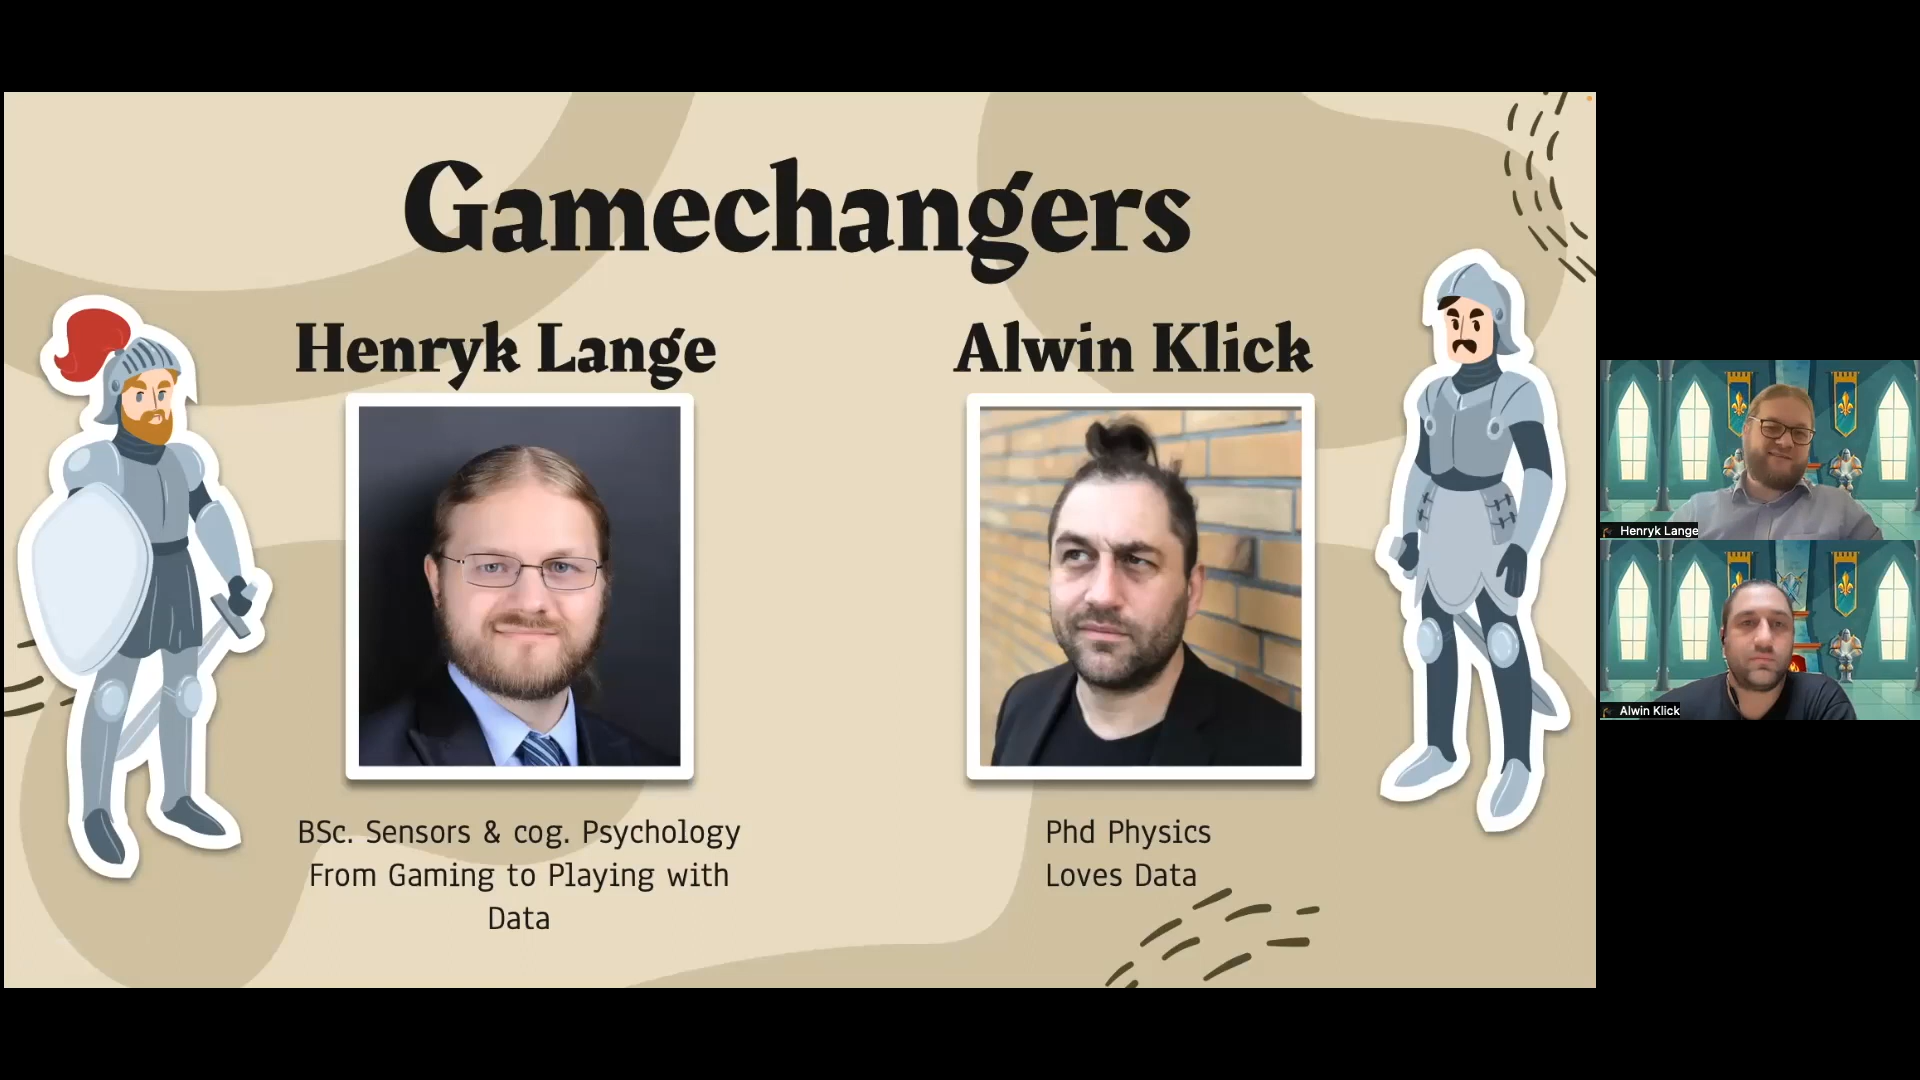 Gamechangers
Henryk Lange
Alwin Klick
BSc. Sensors & cog. Psychology
From Gaming to Playing with
Data
Phd Physics
Loves Data
Henryk Lange
Alwin Klick